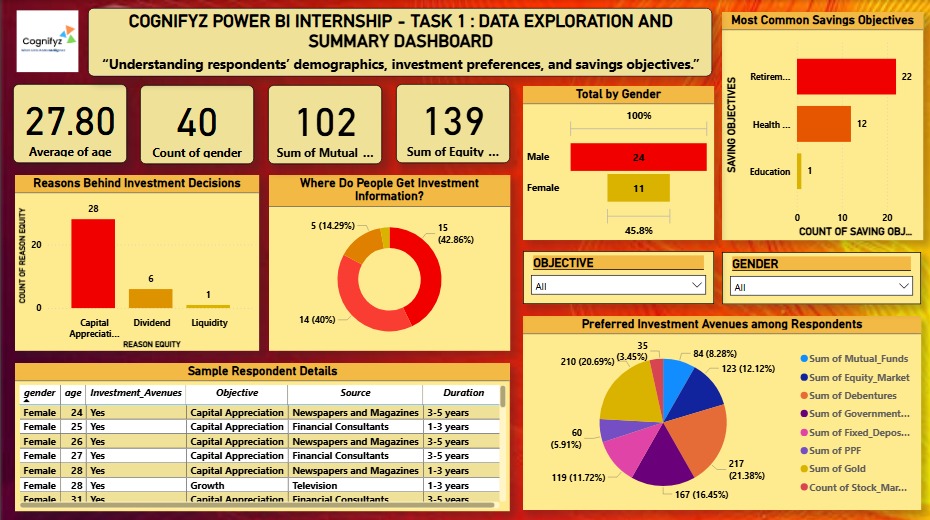 Cognifyz
COGNIFYZ POWER BI INTERNSHIP - TASK 1 : DATA EXPLORATION AND
SUMMARY DASHBOARD
“Understanding respondents’ demographics, investment preferences, and savings objectives.”
27.80
Average of age
40
Count of gender
102
Sum of Mutual ...
139
Sum of Equity ...
Total by Gender
100%
Male
24
Female
11
45.8%
Most Common Savings Objectives
SAVING OBJECTIVES
Retirem...
22
Health ...
12
Education
1
0 10 20
COUNT OF SAVING OBJ...
Reasons Behind Investment Decisions
COUNT OF REASON EQUITY
28
20
6
1
0
Capital
Appreciati...
Dividend
Liquidity
REASON EQUITY
Where Do People Get Investment
Information?
5 (14.29%)
15
(42.86%)
14 (40%)
OBJECTIVE
All
GENDER
All
Sample Respondent Details
gender age Investment_Avenues Objective Source Duration
Female 24 Yes Capital Appreciation Newspapers and Magazines 3-5 years
Female 25 Yes Capital Appreciation Financial Consultants 1-3 years
Female 26 Yes Capital Appreciation Newspapers and Magazines 3-5 years
Female 27 Yes Capital Appreciation Financial Consultants 3-5 years
Female 28 Yes Capital Appreciation Newspapers and Magazines 1-3 years
Female 28 Yes Growth Television 1-3 years
Female 31 Yes Capital Appreciation Financial Consultants 3-5 years
Preferred Investment Avenues among Respondents
35
(3.45%)
84 (8.28%)
210 (20.69%)
123 (12.12%)
60
(5.91%)
217
(21.38%)
119 (11.72%)
167 (16.45%)
Sum of Mutual_Funds
Sum of Equity_Market
Sum of Debentures
Sum of Government...
Sum of Fixed_Depos...
Sum of PPF
Sum of Gold
Count of Stock_Mar...